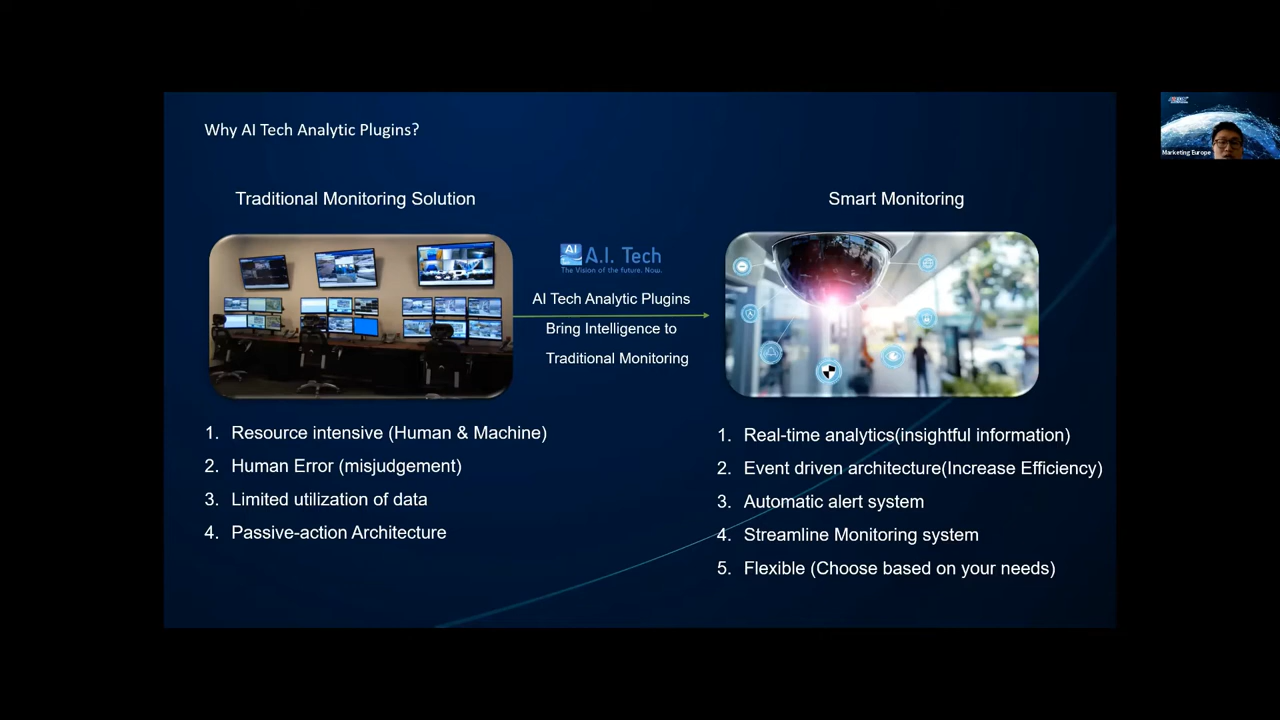 Why AI Tech Analytic Plugins?
Traditional Monitoring Solution
Smart Monitoring
AI
A.I. Tech
The Vision of the future. Now.
AI Tech Analytic Plugins
Bring Intelligence to
Traditional Monitoring
1. Resource intensive (Human & Machine)
2. Human Error (misjudgement)
3. Limited utilization of data
4. Passive-action Architecture
1. Real-time analytics(insightful information)
2. Event driven architecture(Increase Efficiency)
3. Automatic alert system
4. Streamline Monitoring system
5. Flexible (Choose based on your needs)
Marketing Europe